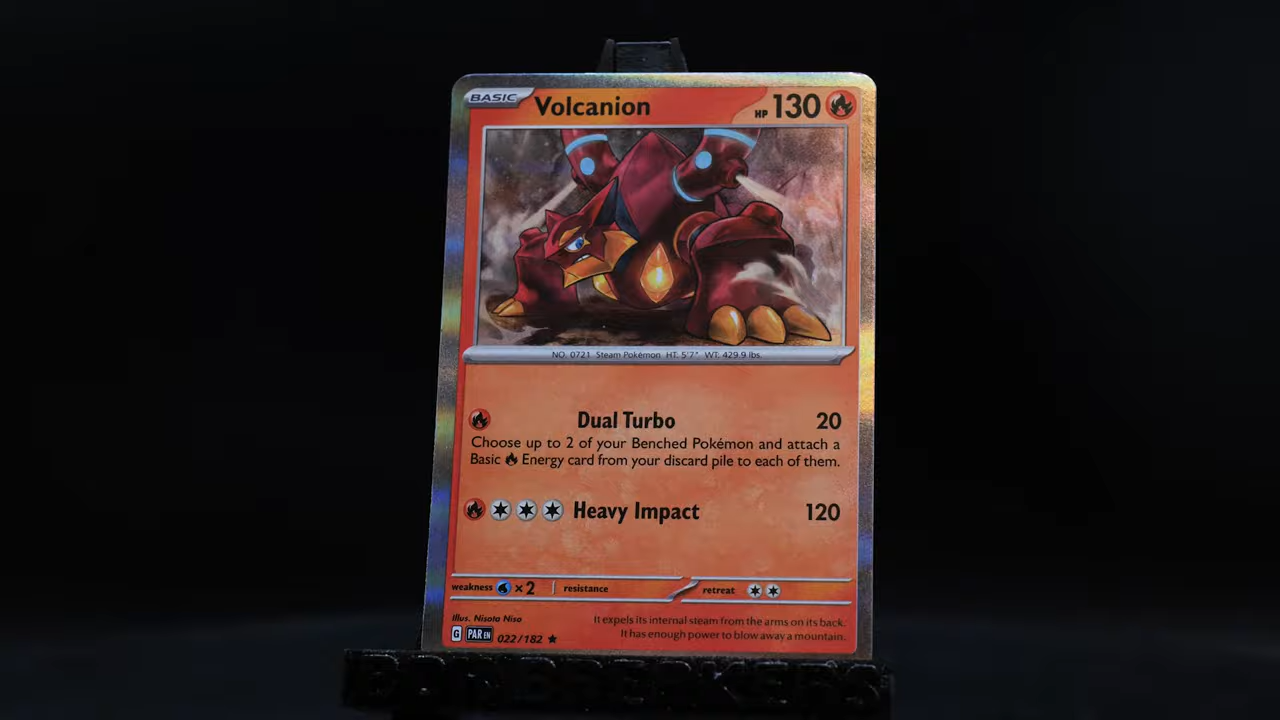 BASIC Volcanion HP 130
NO. 0721 Steam Pokémon HT. 5'7" WT. 429.9 lbs.
Dual Turbo 20
Choose up to 2 of your Benched Pokémon and attach a
Basic Energy card from your discard pile to each of them.
Heavy Impact 120
weakness ×2 resistance retreat
Illus. Nisota Niso
It expels its internal steam from the arms on its back.
It has enough power to blow away a mountain.
G PAR EN 022/182 ★